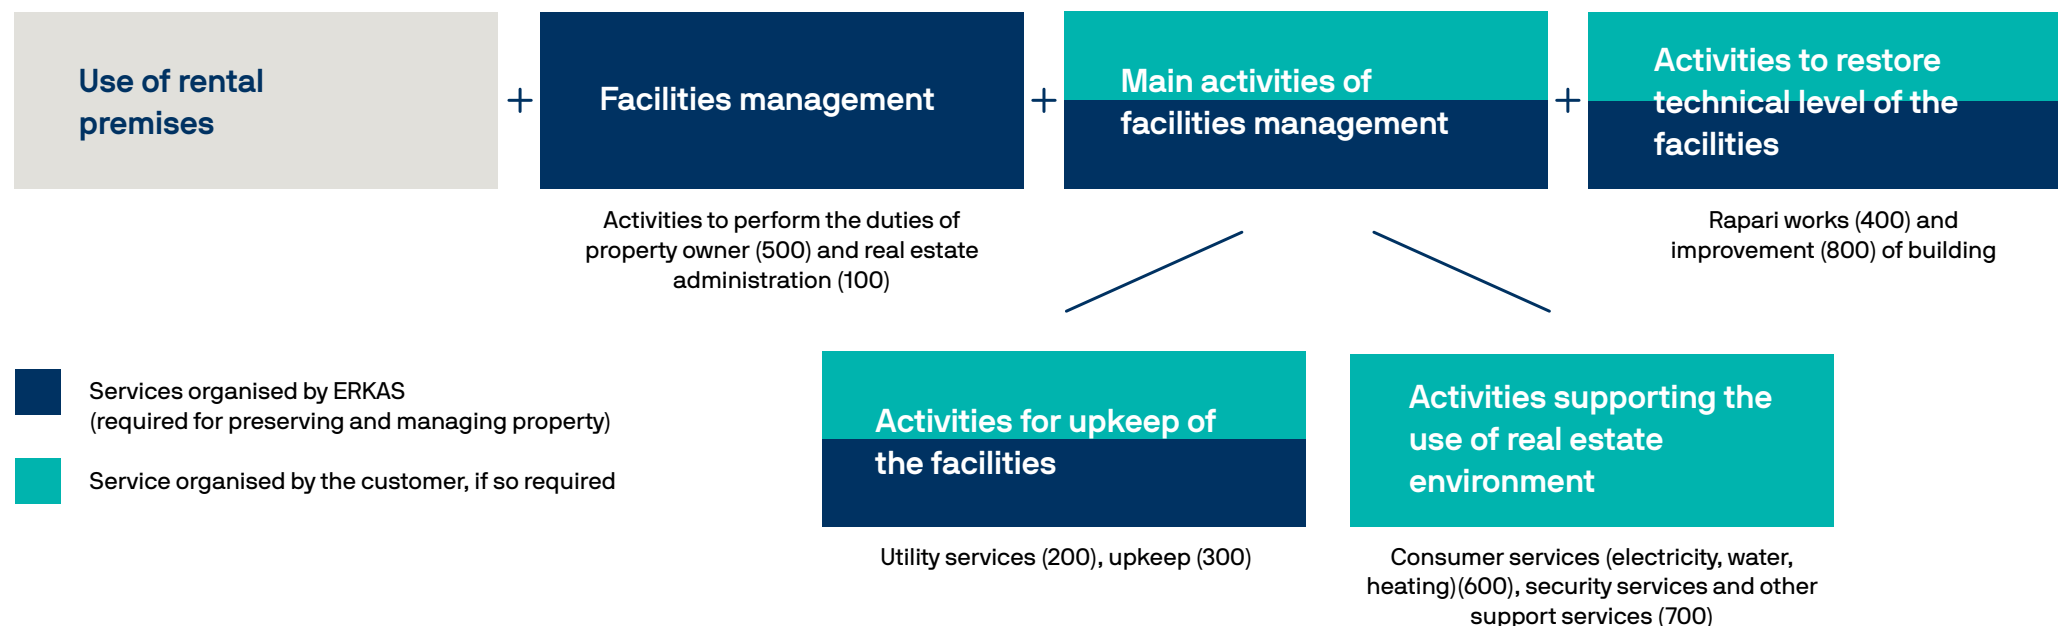 Use of rental
premises
+
Facilities management
+
Main activities of
facilities management
+
Activities to restore
technical level of the
facilities
Activities to perform the duties of
property owner (500) and real estate
administration (100)
Rapari works (400) and
improvement (800) of building
Services organised by ERKAS
(required for preserving and managing property)
Service organised by the customer, if so required
Activities for upkeep of
the facilities
Utility services (200), upkeep (300)
Activities supporting the
use of real estate
environment
Consumer services (electricity, water,
heating)(600), security services and other
support services (700)